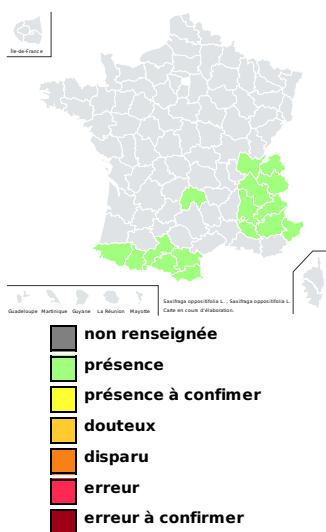 Île-de-France
Guadeloupe Martinique Guyane La Réunion Mayotte
Saxifraga oppositifolia L. , Saxifraga oppositifolia L.
Carte en cours d'élaboration.
non renseignée
présence
présence à confimer
douteux
disparu
erreur
erreur à confirmer